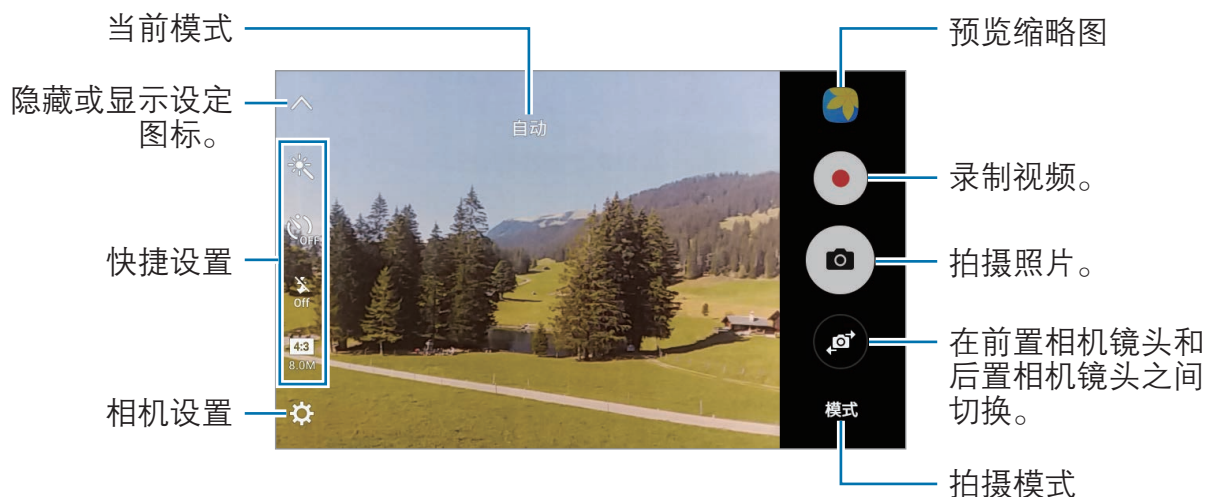 当前模式
隐藏或显示设定
图标。
快捷设置
相机设置
自动
OFF
Off
4:3
8.0M
模式
预览缩略图
录制视频。
拍摄照片。
在前置相机镜头和
后置相机镜头之间
切换。
拍摄模式